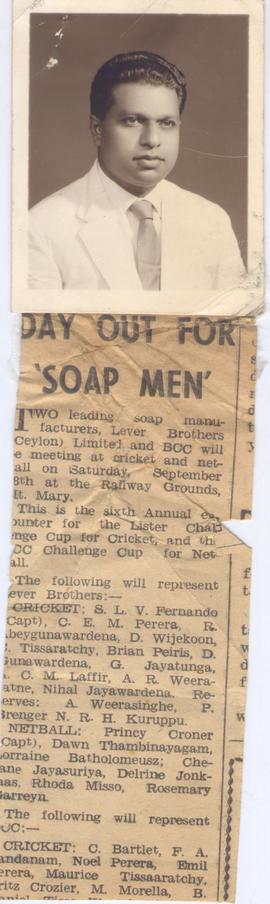 DAY OUT FOR
'SOAP MEN'
TWO leading soap manu-
facturers, Lever Brothers
Ceylon) Limited and BCC will
e meeting at cricket and net-
all on Saturday, September
8th at the Railway Grounds,
t. Mary.
This is the sixth Annual e
ounter for the Lister Chal
nge Cup for Cricket, and th
CC Challenge Cup for Net
all.
The following will represent
ever Brothers:—
CRICKET: S. L. V. Fernando
Capt), C. E. M. Perera, R.
beygunawardena, D. Wijekoon,
. Tissaratchy, Brian Peiris, D.
unawardena, G. Jayatunga,
. C. M. Laffir, A. R. Weera-
atne, Nihal Jayawardena. Re-
erves: A. Weerasinghe, P.
Brenger N. R. H. Kuruppu.
NETBALL: Princy Croner
Capt), Dawn Thambinayagam,
orraine Batholomeusz; Che-
ane Jayasuriya, Delrine Jonk-
aas, Rhoda Misso, Rosemary
arreyn.
The following will represent
CC:—
CRICKET: C. Bartlet, F. A.
andanam, Noel Perera, Emil
erera, Maurice Tissaaratchy,
ritz Crozier, M. Morella, B.